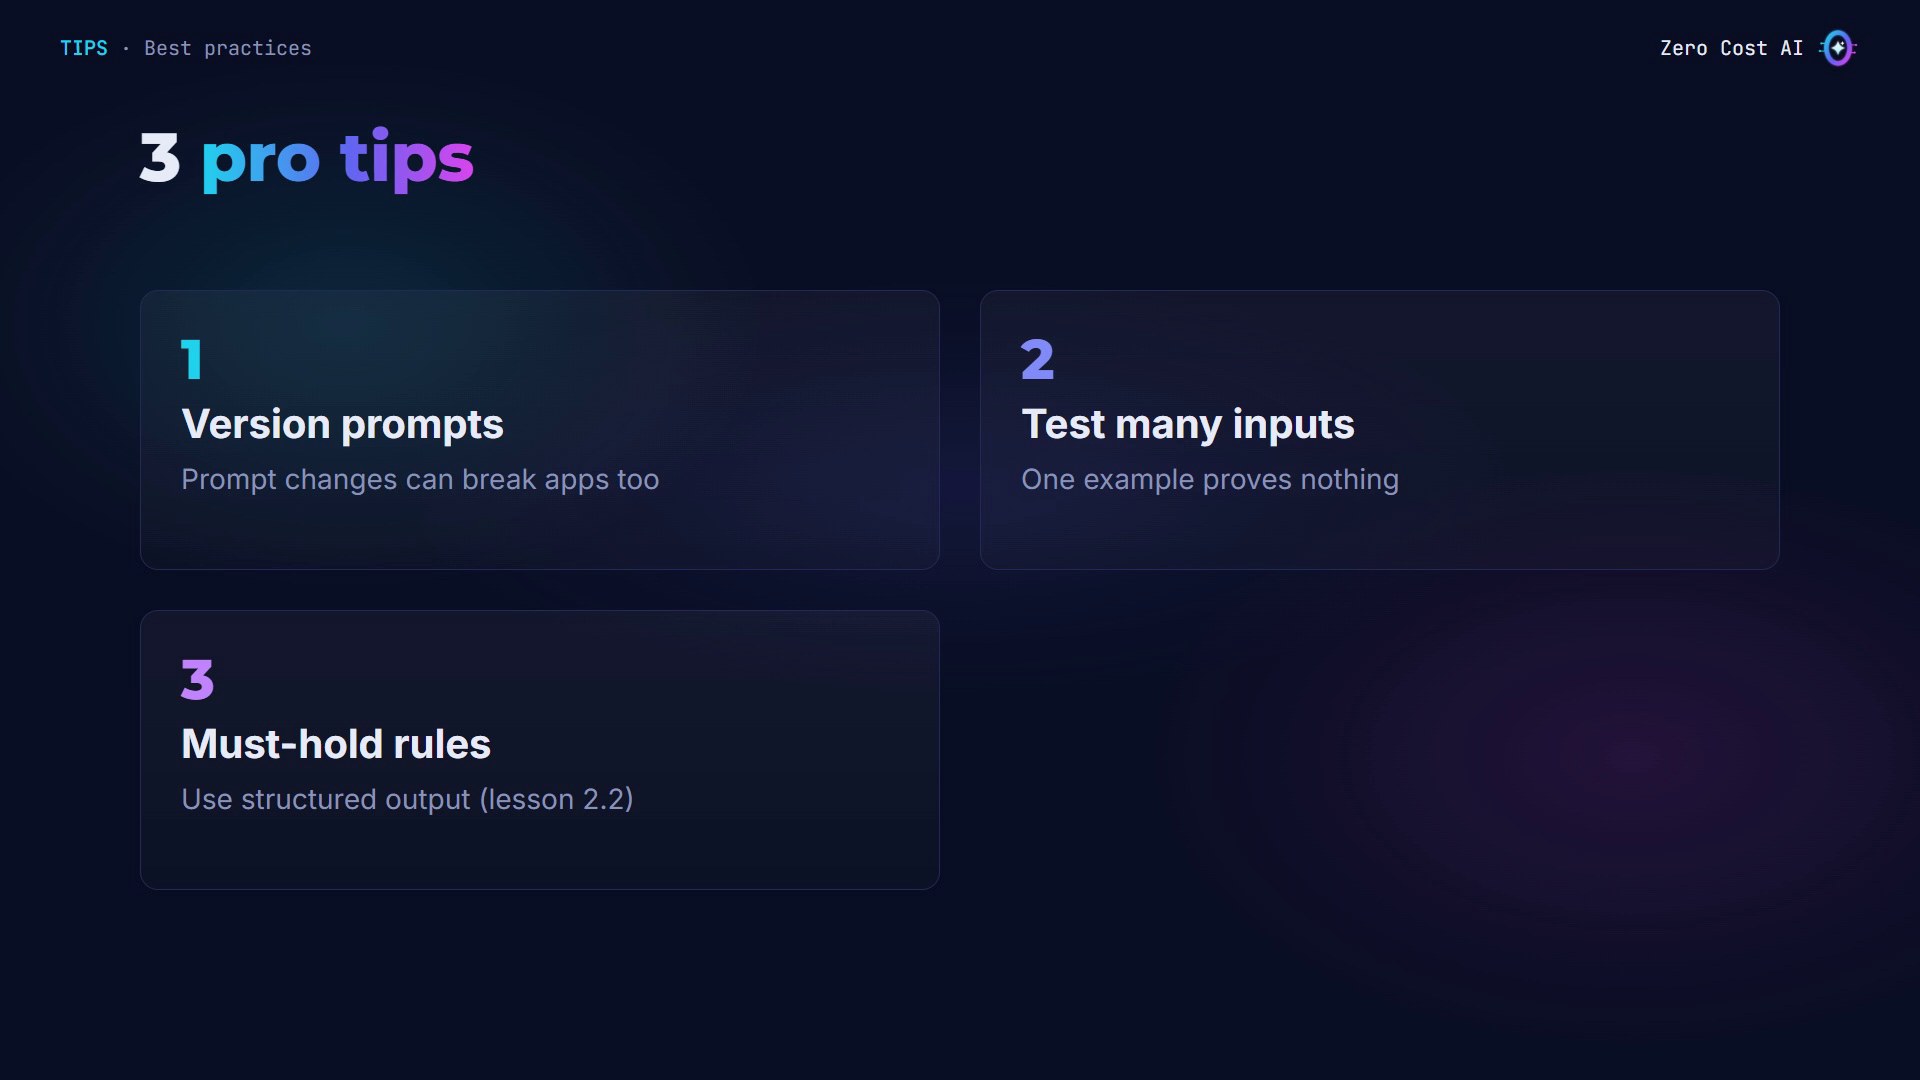 TIPS · Best practices
Zero Cost AI
3 pro tips
1
Version prompts
Prompt changes can break apps too
2
Test many inputs
One example proves nothing
3
Must-hold rules
Use structured output (lesson 2.2)